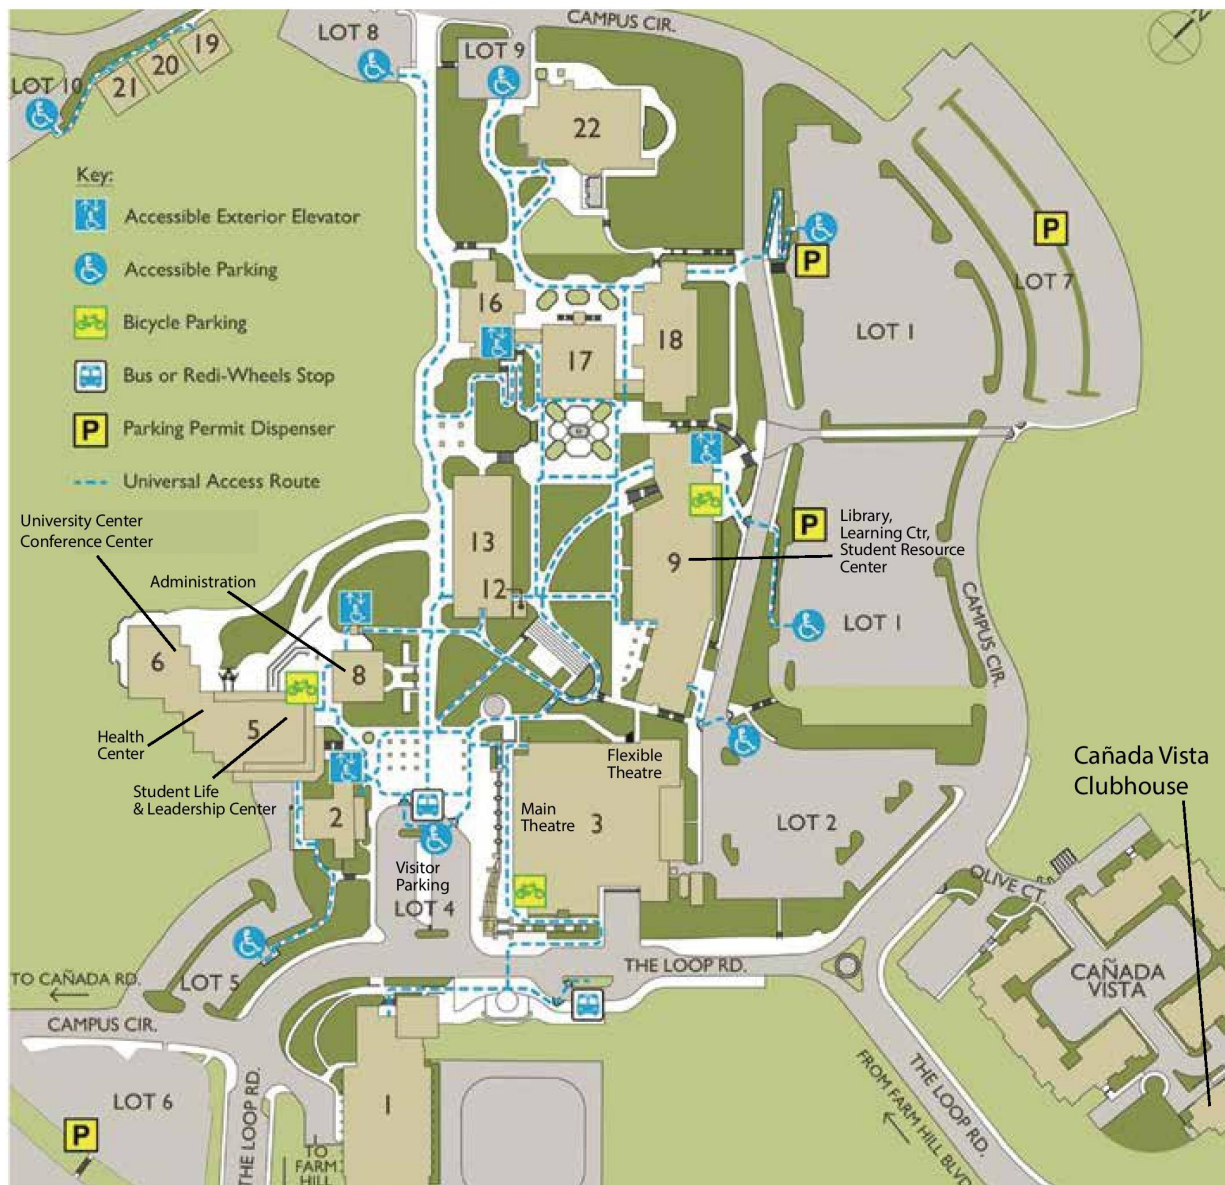 CAMPUS CIR.
LOT 8
LOT 9
19
20
21
LOT 10
22
Key:
Accessible Exterior Elevator
Accessible Parking
Bicycle Parking
Bus or Redi-Wheels Stop
P
Parking Permit Dispenser
Universal Access Route
P
P
LOT 7
LOT 1
16
17
18
University Center
Conference Center
Administration
13
12
9
P
Library,
Learning Ctr,
Student Resource
Center
LOT 1
CAMPUS CIR.
6
8
5
Health
Center
Student Life
& Leadership Center
2
Flexible
Theatre
Main
Theatre
3
LOT 2
Visitor
Parking
LOT 4
Cañada Vista
Clubhouse
OLIVE CT.
CAÑADA
VISTA
THE LOOP RD.
TO CAÑADA RD.
LOT 5
CAMPUS CIR.
LOT 6
P
THE LOOP RD.
TO
FARM
HILL
1
FROM FARM HILL BLVD
THE LOOP RD.